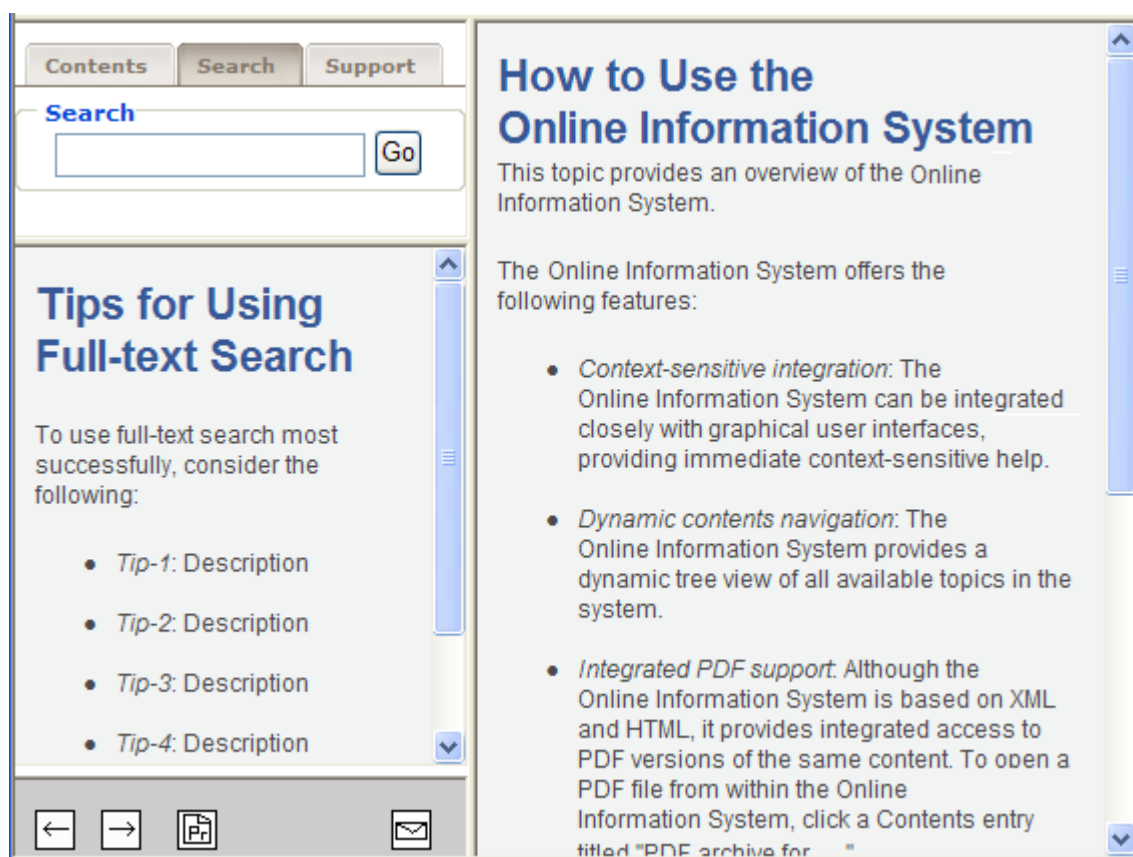 Contents Search Support
Search
Go
Tips for Using
Full-text Search
To use full-text search most
successfully, consider the
following:
● Tip-1: Description
● Tip-2: Description
● Tip-3: Description
● Tip-4: Description
Pr
How to Use the
Online Information System
This topic provides an overview of the Online
Information System.
The Online Information System offers the
following features:
● Context-sensitive integration: The
Online Information System can be integrated
closely with graphical user interfaces,
providing immediate context-sensitive help.
● Dynamic contents navigation: The
Online Information System provides a
dynamic tree view of all available topics in the
system.
● Integrated PDF support: Although the
Online Information System is based on XML
and HTML, it provides integrated access to
PDF versions of the same content. To open a
PDF file from within the Online
Information System, click a Contents entry
titled "PDF archive for ... "